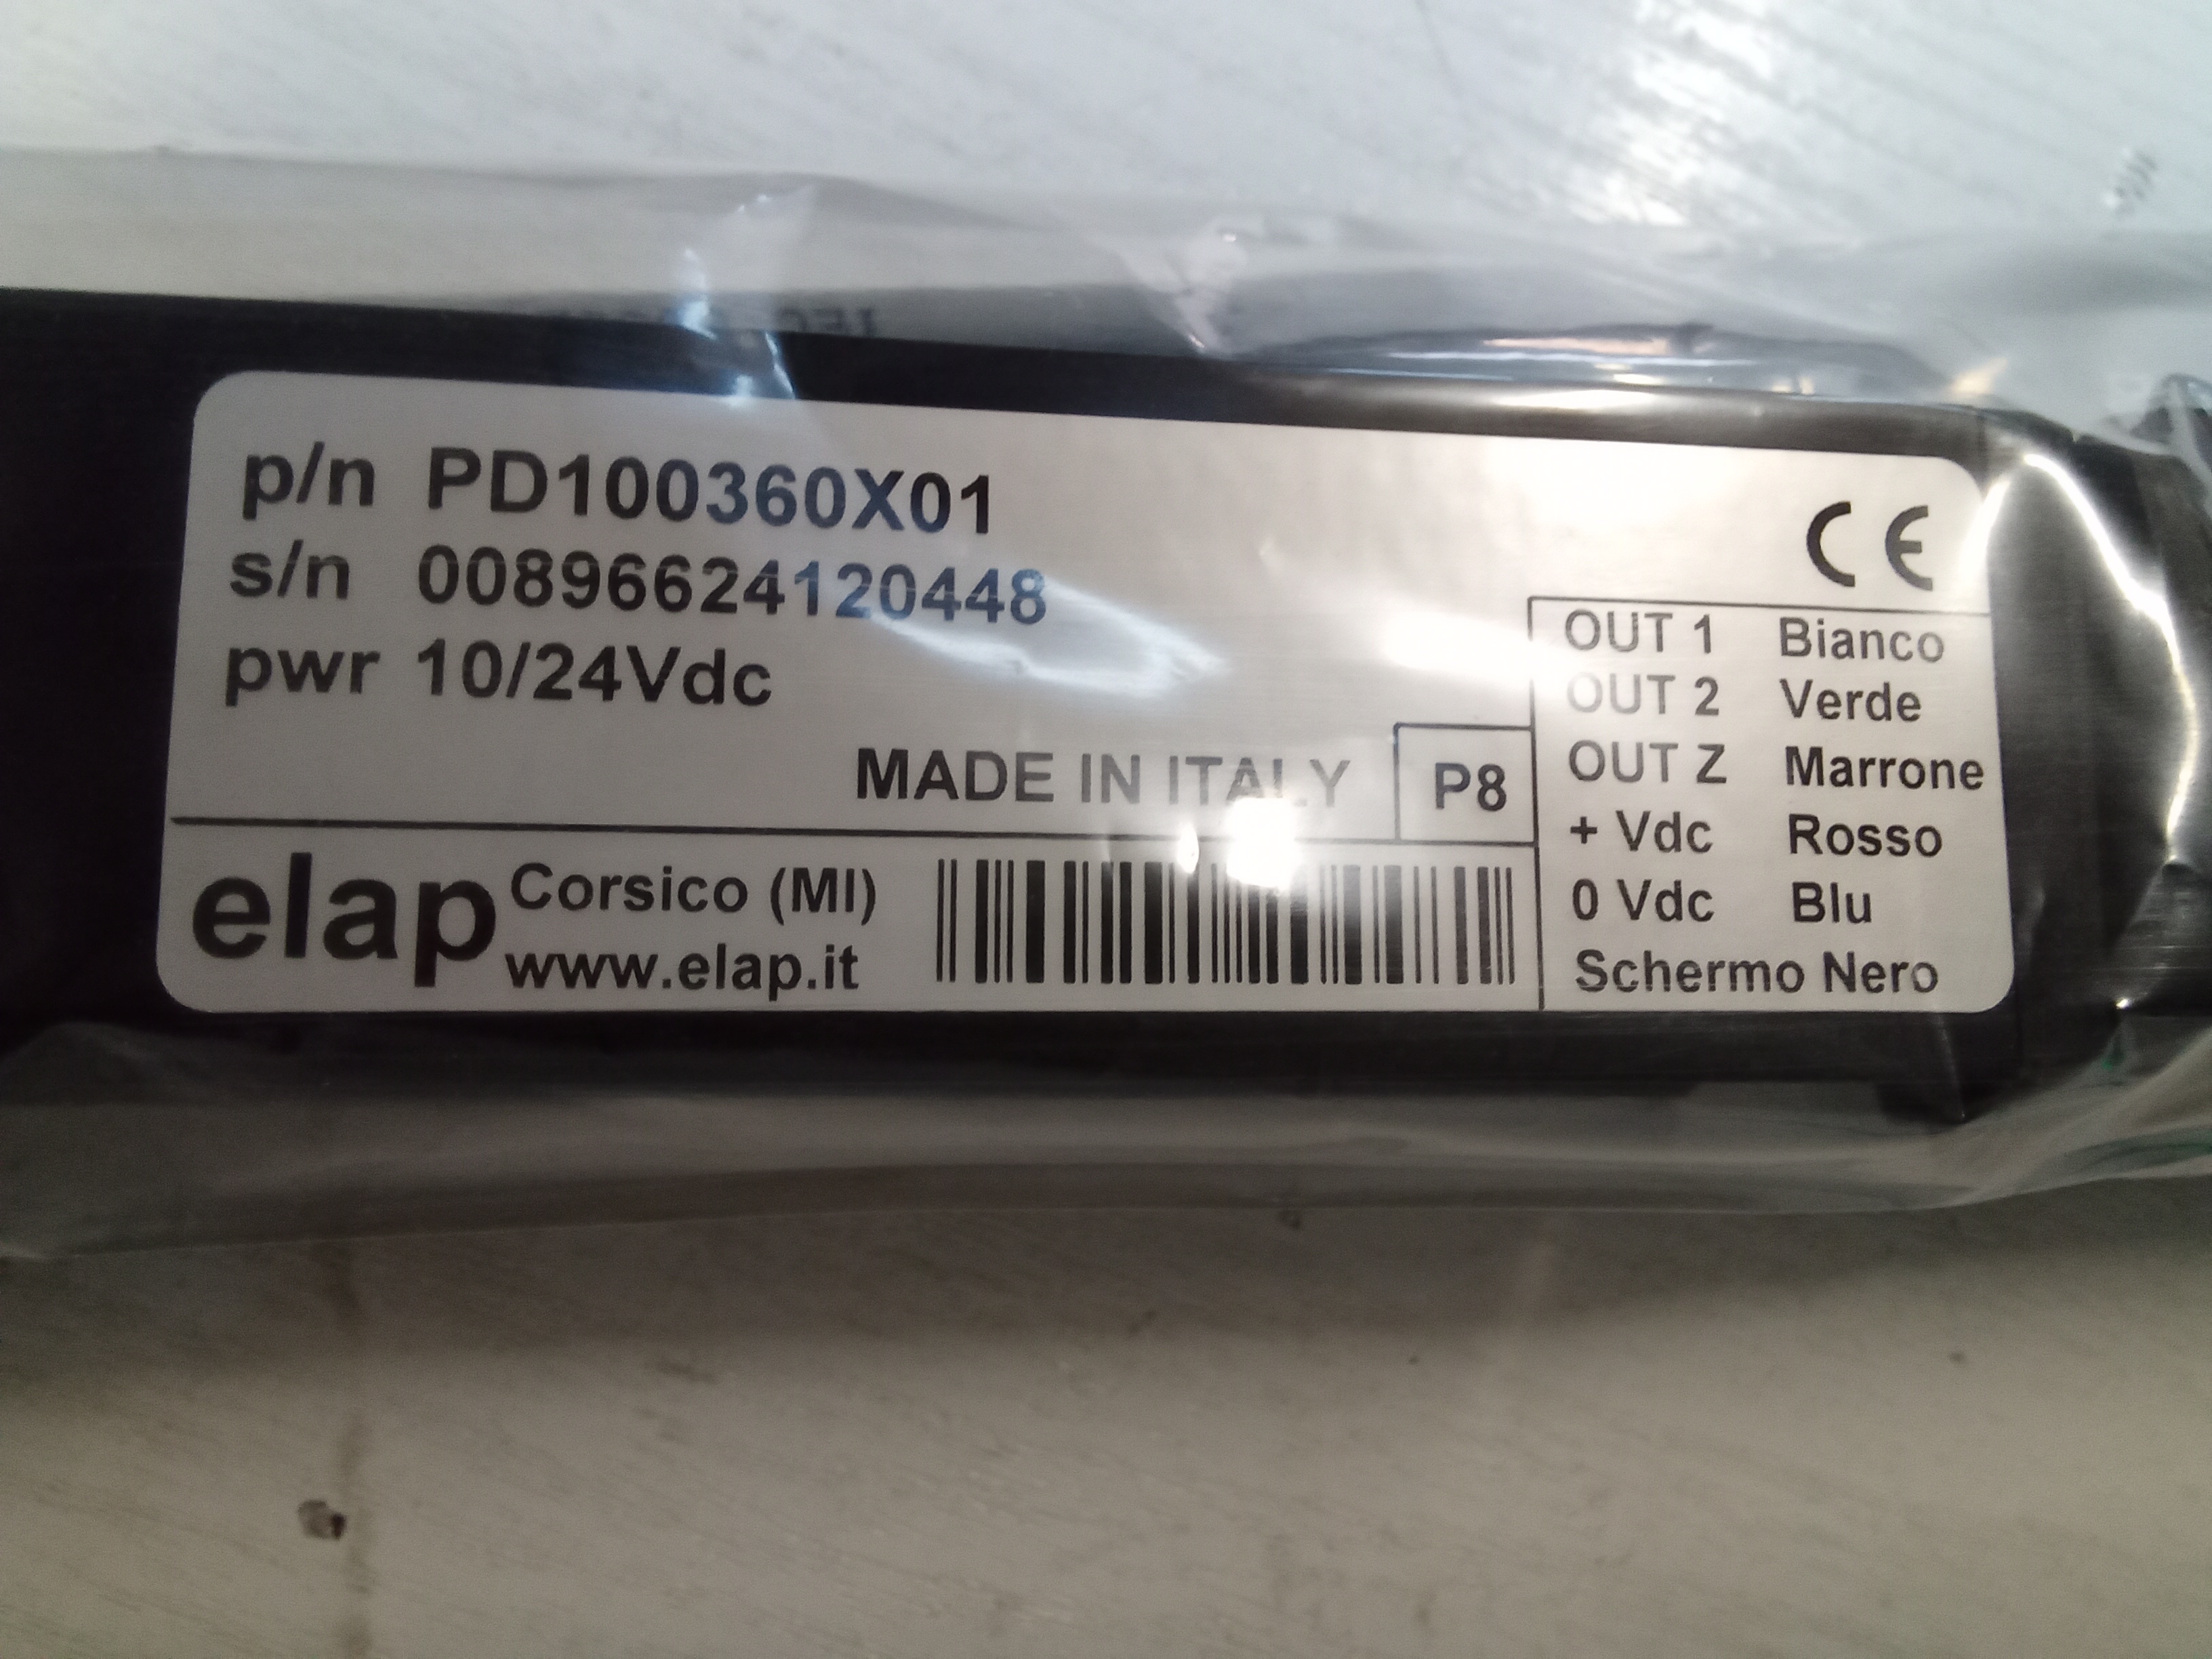 p/n PD100360X01
s/n 00896624120448
pwr 10/24Vdc
MADE IN ITALY
P8
CE
OUT 1 Bianco
OUT 2 Verde
OUT Z Marrone
+ Vdc Rosso
0 Vdc Blu
Schermo Nero
elap
Corsico (MI)
www.elap.it